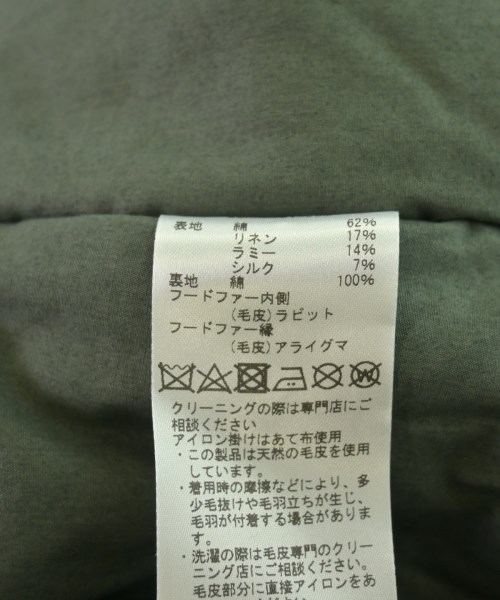 表地 綿 62%
リネン 17%
ラミー 14%
シルク 7%
裏地 綿 100%
フードファー内側
(毛皮)ラビット
フードファー縁
(毛皮)アライグマ
W
クリーニングの際は専門店にご
相談ください
アイロン掛けはあて布使用
・この製品は天然の毛皮を使用
しています。
・着用時の摩擦などにより、多
少毛抜けや毛羽立ちが生じ、
毛羽が付着する場合がありま
す。
・洗濯の際は毛皮専門のクリー
ニング店にご相談ください。
毛皮部分に直接アイロンをあ